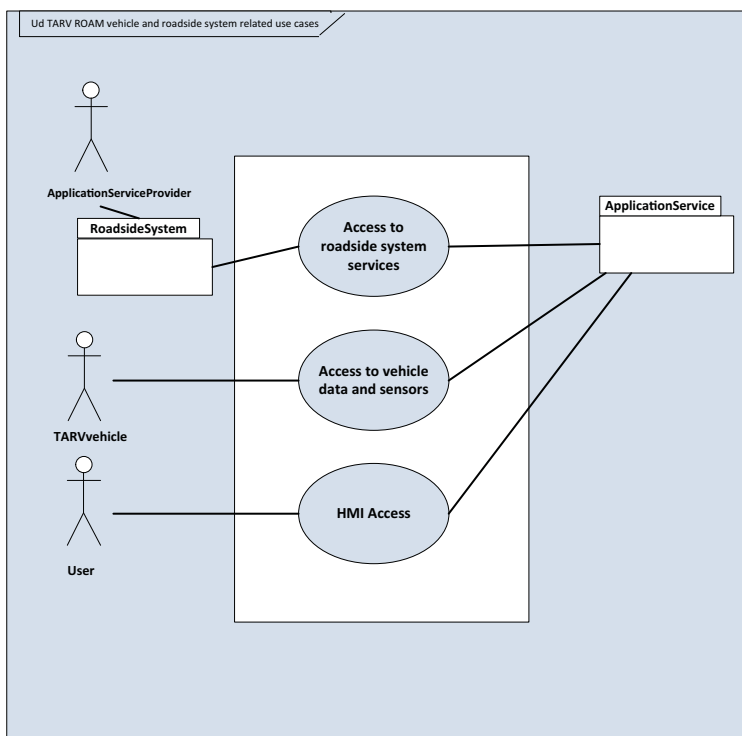 Ud TARV ROAM vehicle and roadside system related use cases
ApplicationServiceProvider
RoadsideSystem
Access to
roadside system
services
ApplicationService
Access to vehicle
data and sensors
TARVvehicle
HMI Access
User